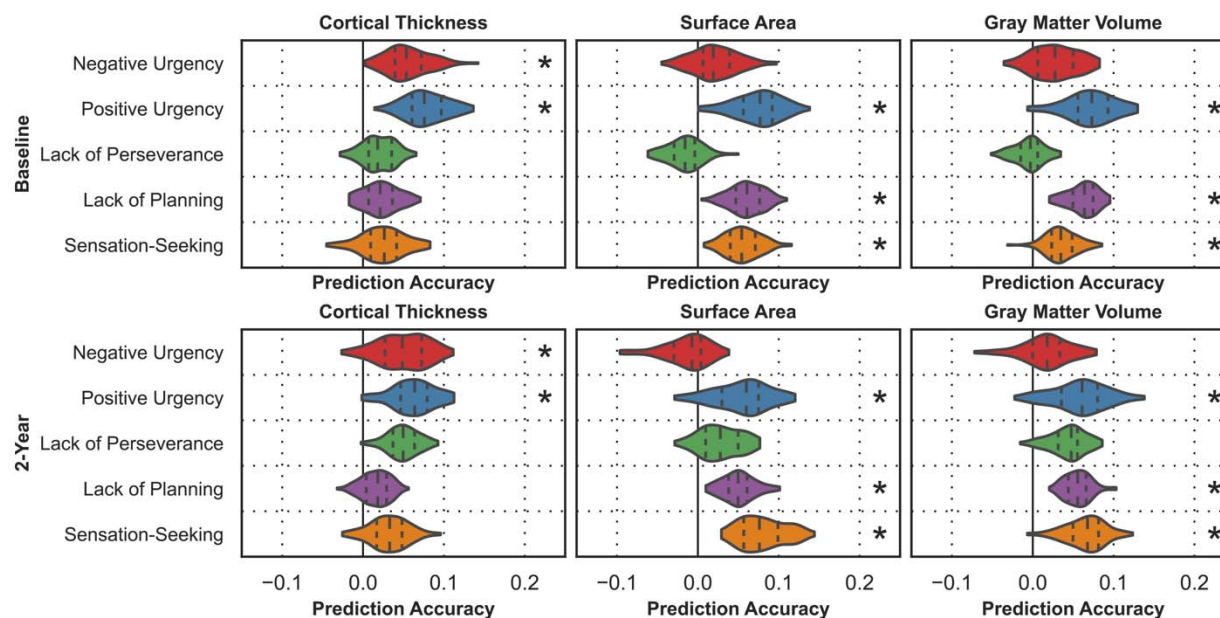 Cortical Thickness Surface Area Gray Matter Volume
Negative Urgency *
Positive Urgency * * *
Lack of Perseverance
Lack of Planning * *
Sensation-Seeking * *
Baseline
Prediction Accuracy Prediction Accuracy Prediction Accuracy
Cortical Thickness Surface Area Gray Matter Volume
Negative Urgency *
Positive Urgency * * *
Lack of Perseverance
Lack of Planning * *
Sensation-Seeking * *
2-Year
−0.1 0.0 0.1 0.2 −0.1 0.0 0.1 0.2 −0.1 0.0 0.1 0.2
Prediction Accuracy Prediction Accuracy Prediction Accuracy